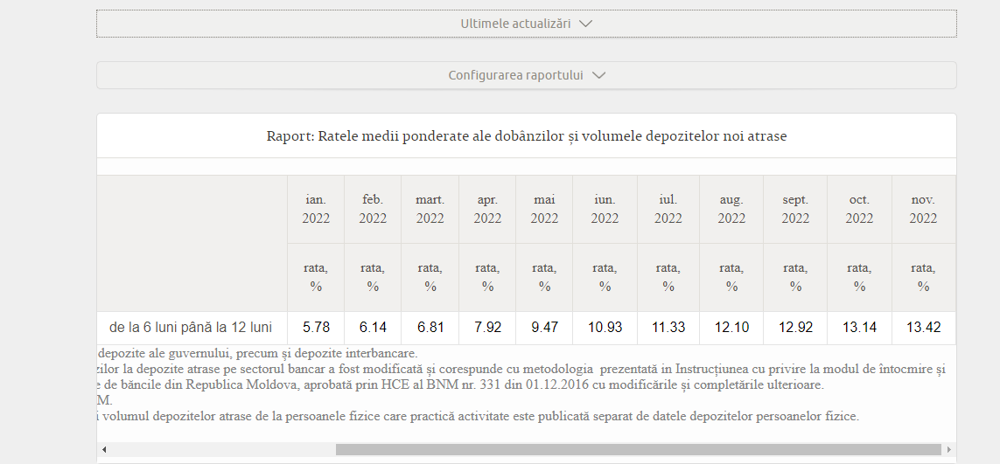 Ultimele actualizări
Configurarea raportului
Raport: Ratele medii ponderate ale dobânzilor și volumele depozitelor noi atrase
ian. 2022 feb. 2022 mart. 2022 apr. 2022 mai 2022 iun. 2022 iul. 2022 aug. 2022 sept. 2022 oct. 2022 nov. 2022
rata, % rata, % rata, % rata, % rata, % rata, % rata, % rata, % rata, % rata, % rata, %
de la 6 luni până la 12 luni 5.78 6.14 6.81 7.92 9.47 10.93 11.33 12.10 12.92 13.14 13.42
depozite ale guvernului, precum și depozite interbancare.
zilor la depozite atrase pe sectorul bancar a fost modificată și corespunde cu metodologia prezentată in Instrucțiunea cu privire la modul de întocmire și
e de băncile din Republica Moldova, aprobată prin HCE al BNM nr. 331 din 01.12.2016 cu modificările și completările ulterioare.
M.
i volumul depozitelor atrase de la persoanele fizice care practică activitate este publicată separat de datele depozitelor persoanelor fizice.